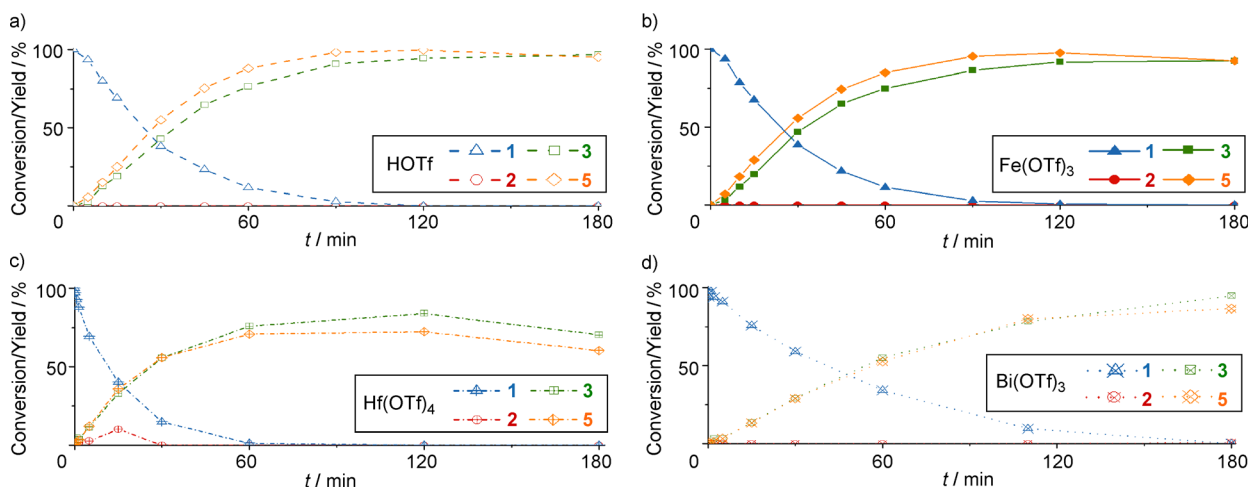 a)
Conversion/Yield / %
100
50
0
60
120
180
t / min
HOTf
1
3
2
5
b)
Conversion/Yield / %
100
50
0
60
120
180
t / min
Fe(OTf)3
1
3
2
5
c)
Conversion/Yield / %
100
50
0
60
120
180
t / min
Hf(OTf)4
1
3
2
5
d)
Conversion/Yield / %
100
50
0
60
120
180
t / min
Bi(OTf)3
1
3
2
5